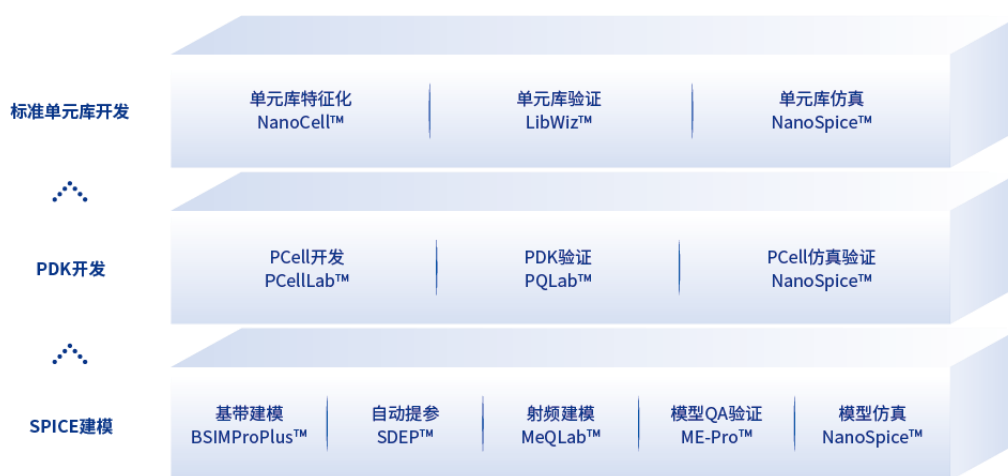 标准单元库开发
单元库特征化
NanoCell™
单元库验证
LibWiz™
单元库仿真
NanoSpice™
PDK开发
PCell开发
PCellLab™
PDK验证
PQLab™
PCell仿真验证
NanoSpice™
SPICE建模
基带建模
BSIMProPlus™
自动提参
SDEP™
射频建模
MeQLab™
模型QA验证
ME-Pro™
模型仿真
NanoSpice™